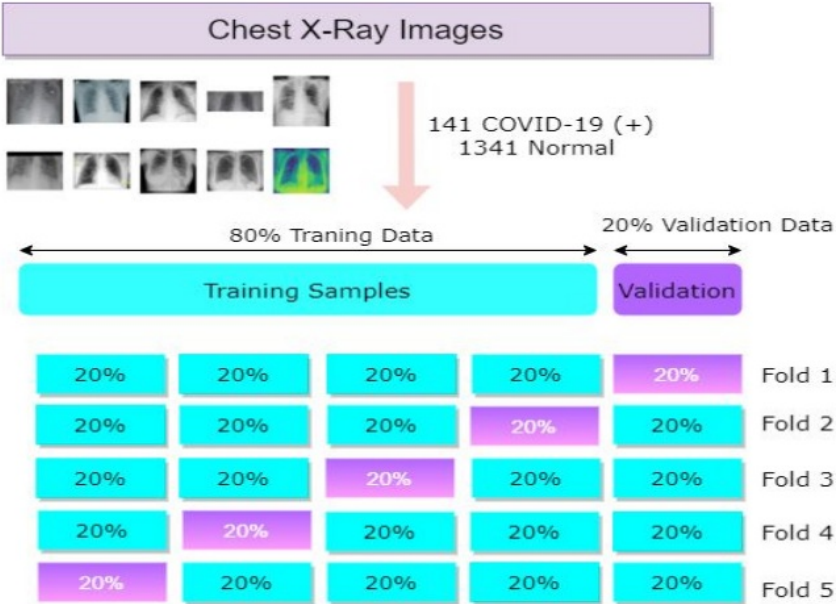 Chest X-Ray Images
141 COVID-19 (+)
1341 Normal
80% Traning Data
20% Validation Data
Training Samples
Validation
20% 20% 20% 20% 20% Fold 1
20% 20% 20% 20% 20% Fold 2
20% 20% 20% 20% 20% Fold 3
20% 20% 20% 20% 20% Fold 4
20% 20% 20% 20% 20% Fold 5